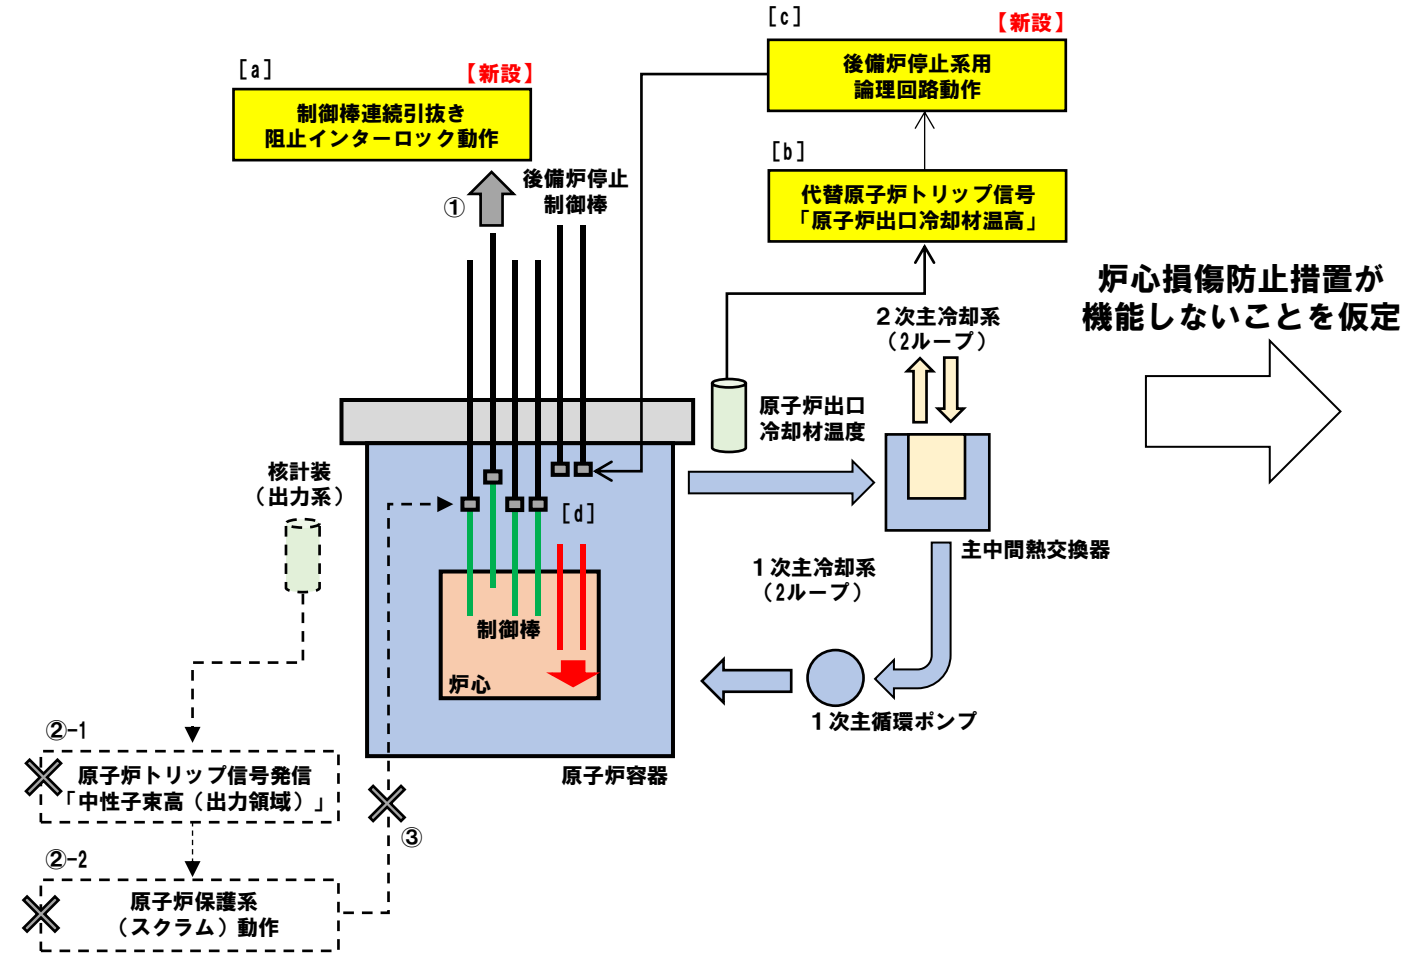 [c]
【新設】
後備炉停止系用
論理回路動作
[a]
【新設】
制御棒連続引抜き
阻止インターロック動作
[b]
代替原子炉トリップ信号
「原子炉出口冷却材温高」
①
後備炉停止
制御棒
炉心損傷防止措置が
機能しないことを仮定
２次主冷却系
（2ループ）
原子炉出口
冷却材温度
核計装
（出力系）
[d]
主中間熱交換器
１次主冷却系
（2ループ）
制御棒
炉心
１次主循環ポンプ
原子炉容器
②-1
原子炉トリップ信号発信
「中性子束高（出力領域）」
③
②-2
原子炉保護系
（スクラム）動作